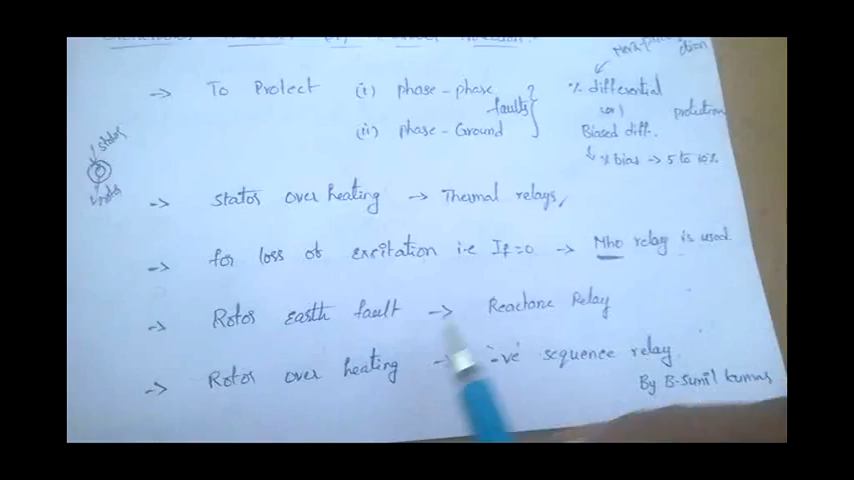 → To Protect (i) phase-phase
faults
(ii) phase-Ground
% differential
(or) protection
Biased diff.
↳ % bias → 5 to 10%
stator
rotor
→ stator over heating → Thermal relays,
→ for loss of excitation i.e If=0 → Mho relay is used.
→ Rotor earth fault → Reactane Relay
→ Rotor over heating → '-ve' sequence relay
By B. Sunil kumar